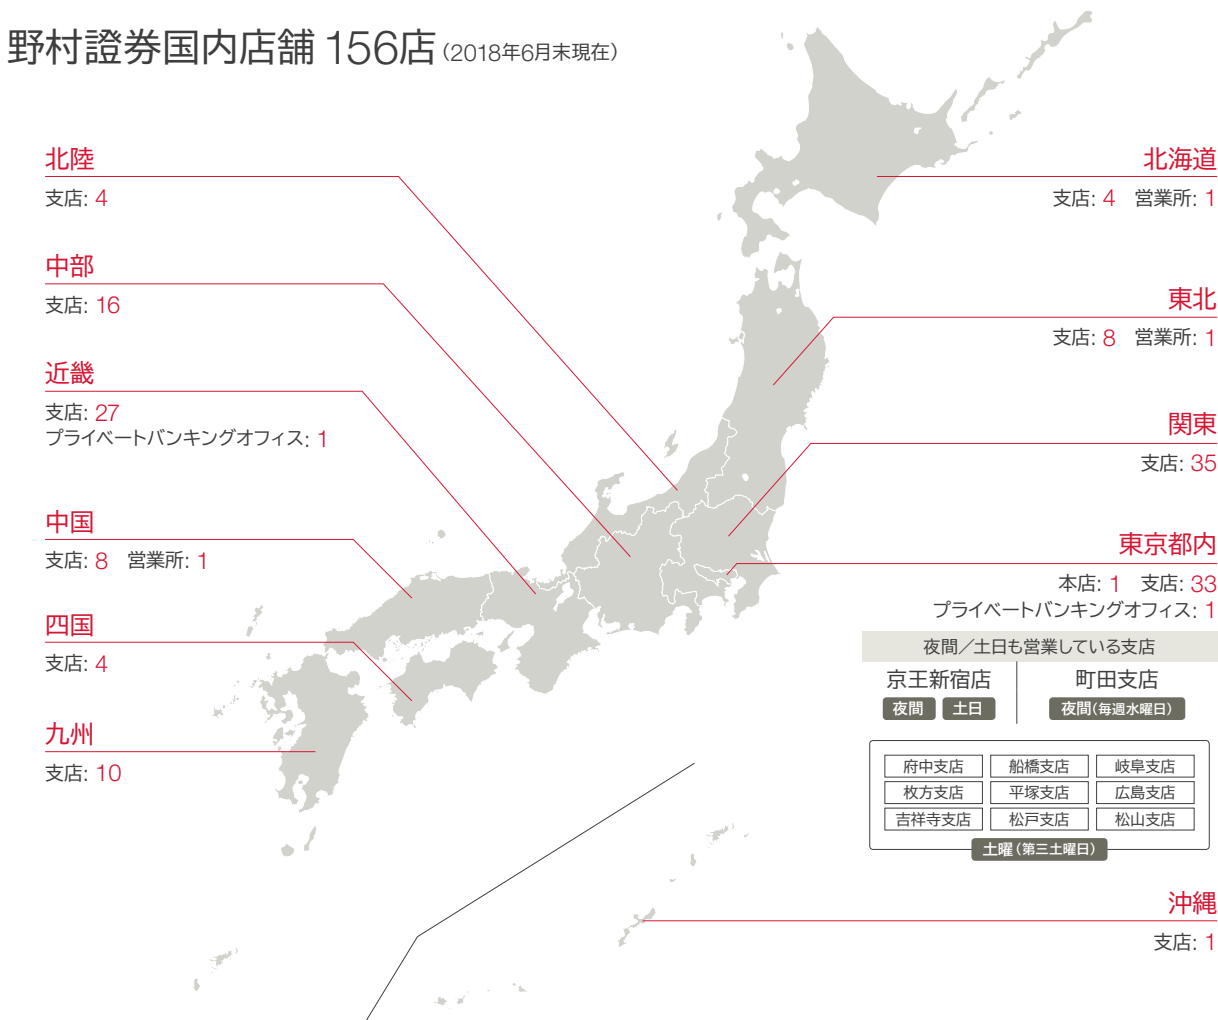 野村證券国内店舗 156店（2018年6月末現在）
北陸
支店: 4
中部
支店: 16
近畿
支店: 27
プライベートバンキングオフィス: 1
中国
支店: 8 営業所: 1
四国
支店: 4
九州
支店: 10
北海道
支店: 4 営業所: 1
東北
支店: 8 営業所: 1
関東
支店: 35
東京都内
本店: 1 支店: 33
プライベートバンキングオフィス: 1
夜間／土日も営業している支店
京王新宿店
夜間 土日
町田支店
夜間（毎週水曜日）
府中支店 船橋支店 岐阜支店
枚方支店 平塚支店 広島支店
吉祥寺支店 松戸支店 松山支店
土曜（第三土曜日）
沖縄
支店: 1